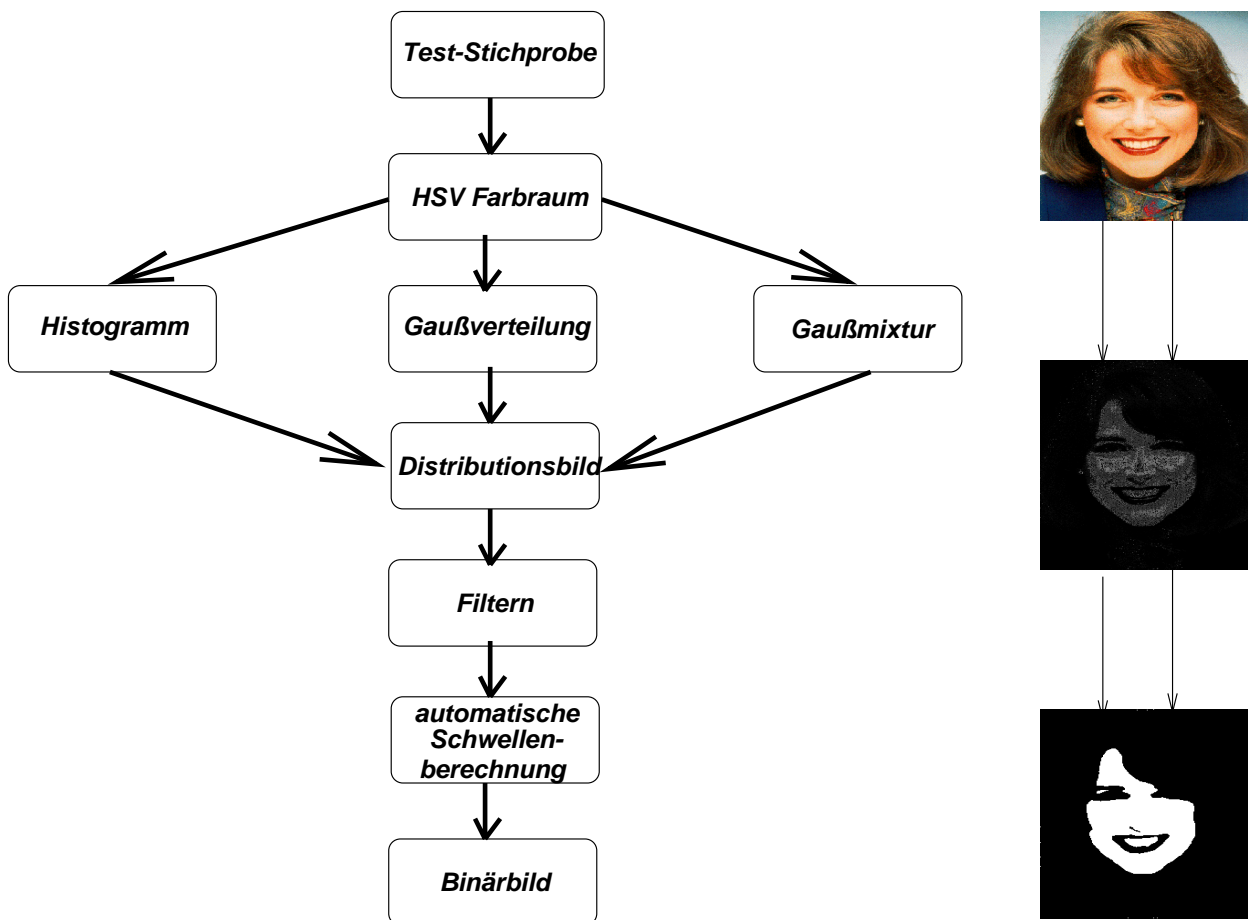 Test-Stichprobe
HSV Farbraum
Histogramm
Gaußverteilung
Gaußmixtur
Distributionsbild
Filtern
automatische
Schwellen-
berechnung
Binärbild